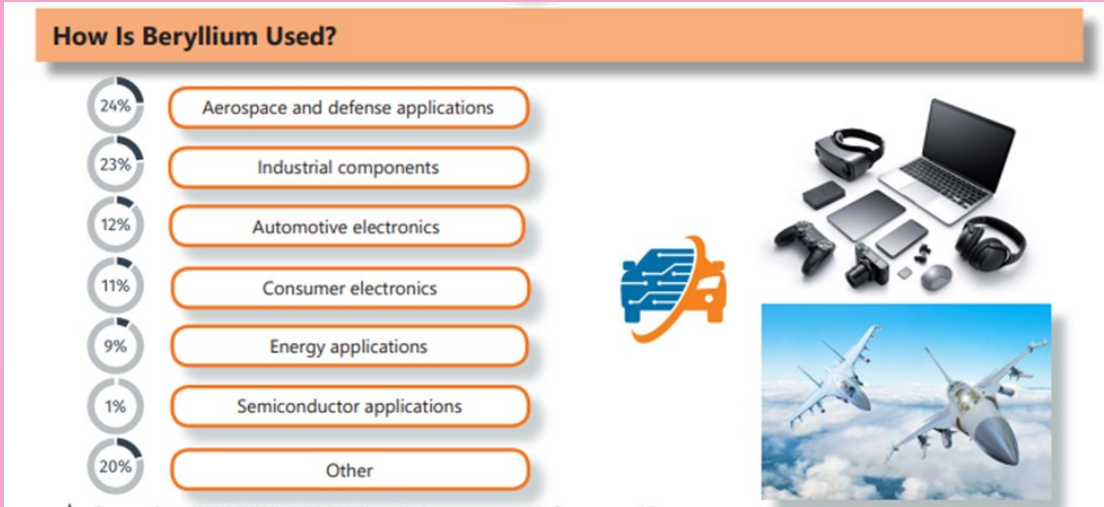 How Is Beryllium Used?
24% Aerospace and defense applications
23% Industrial components
12% Automotive electronics
11% Consumer electronics
9% Energy applications
1% Semiconductor applications
20% Other